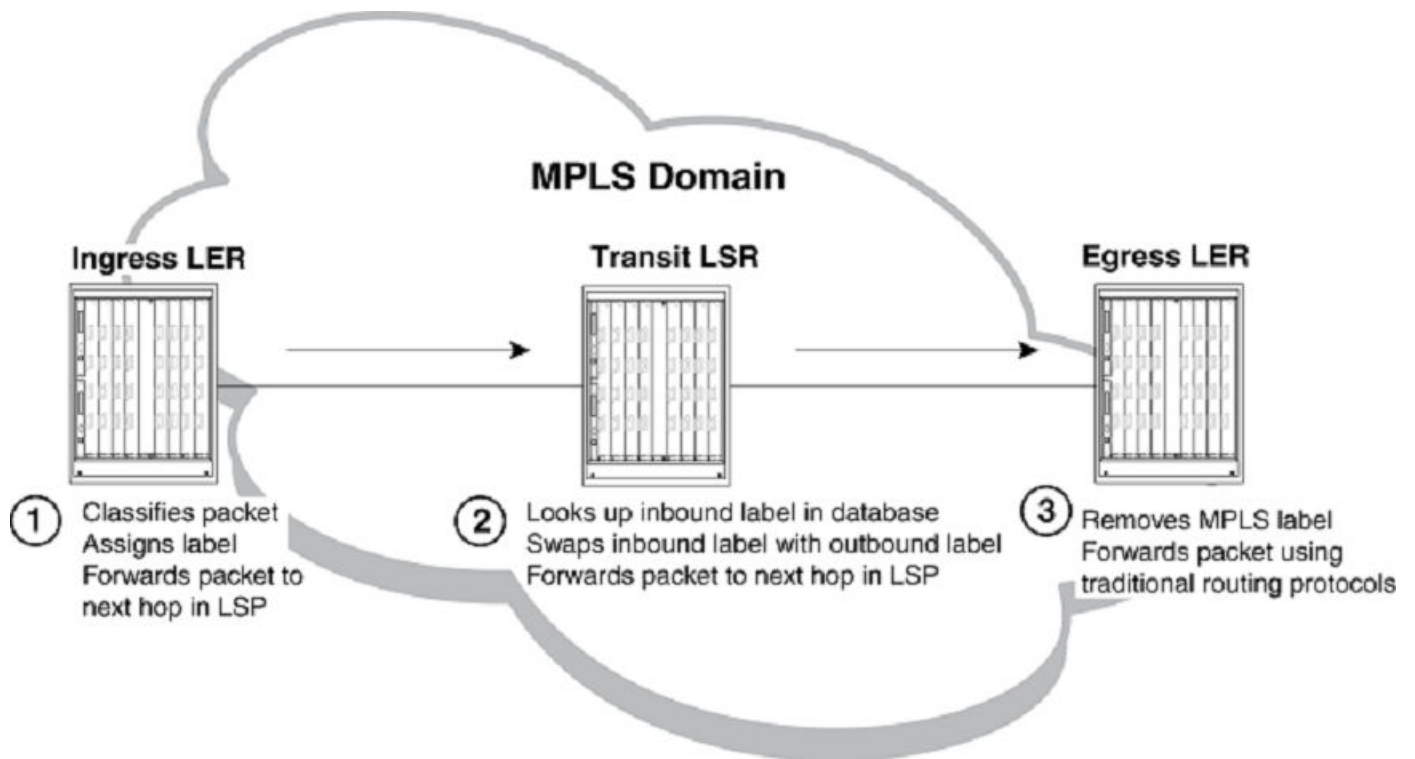 MPLS Domain
Ingress LER
Transit LSR
Egress LER
1
Classifies packet
Assigns label
Forwards packet to
next hop in LSP
2
Looks up inbound label in database
Swaps inbound label with outbound label
Forwards packet to next hop in LSP
3
Removes MPLS label
Forwards packet using
traditional routing protocols